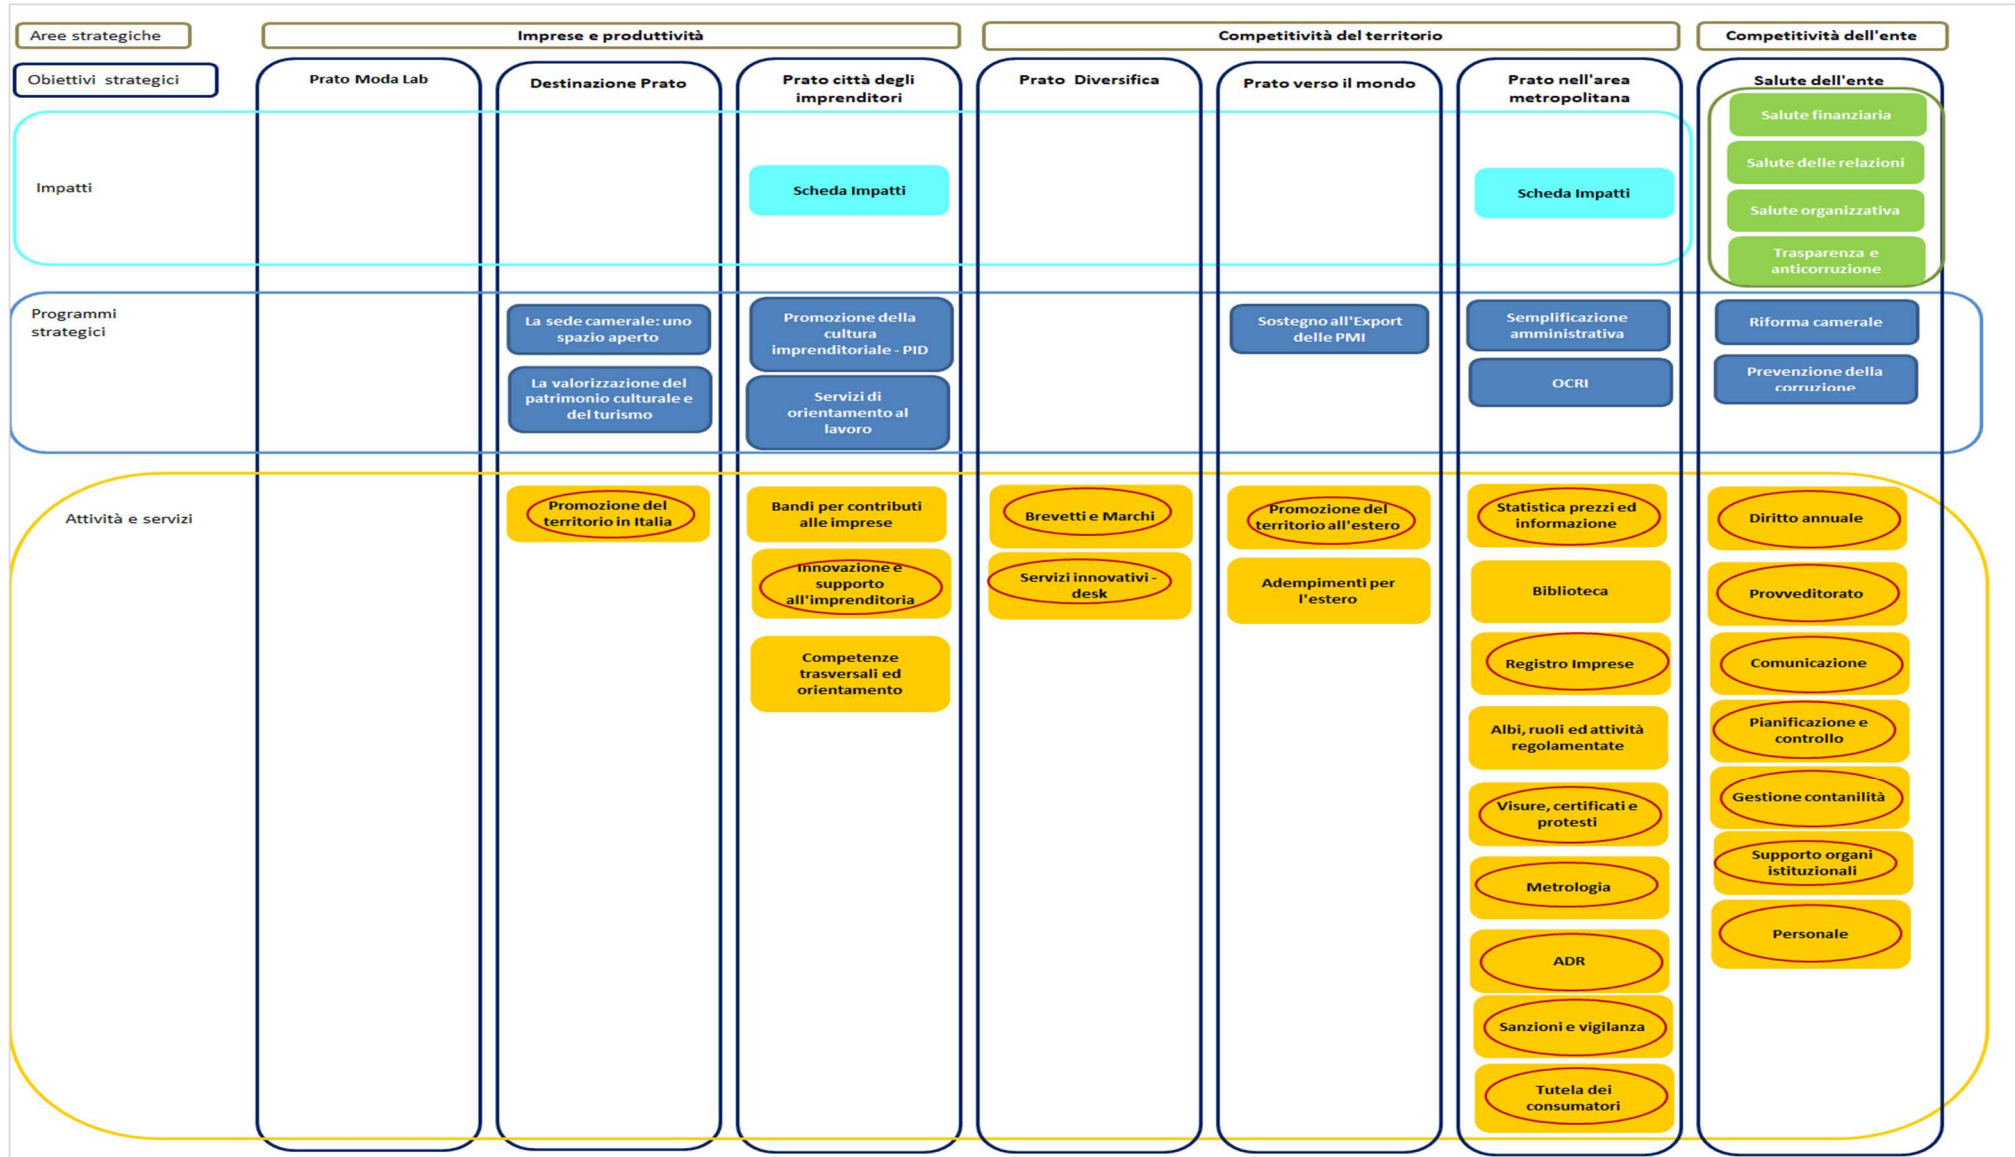 Aree strategiche
Imprese e produttività
Competitività del territorio
Competitività dell'ente
Obiettivi strategici
Prato Moda Lab
Destinazione Prato
Prato città degli
imprenditori
Prato Diversifica
Prato verso il mondo
Prato nell'area
metropolitana
Salute dell'ente
Impatti
Scheda Impatti
Scheda Impatti
Salute finanziaria
Salute delle relazioni
Salute organizzativa
Trasparenza e
anticorruzione
Programmi
strategici
La sede camerale: uno
spazio aperto
La valorizzazione del
patrimonio culturale e
del turismo
Promozione della
cultura
imprenditoriale - PID
Servizi di
orientamento al
lavoro
Sostegno all'Export
delle PMI
Semplificazione
amministrativa
OCRI
Riforma camerale
Prevenzione della
corruzione
Attività e servizi
Promozione del
territorio in Italia
Bandi per contributi
alle imprese
Innovazione e
supporto
all'imprenditoria
Competenze
trasversali ed
orientamento
Brevetti e Marchi
Servizi innovativi -
desk
Promozione del
territorio all'estero
Adempimenti per
l'estero
Statistica prezzi ed
informazione
Biblioteca
Registro Imprese
Albi, ruoli ed attività
regolamentate
Visure, certificati e
protesti
Metrologia
ADR
Sanzioni e vigilanza
Tutela dei
consumatori
Diritto annuale
Provveditorato
Comunicazione
Pianificazione e
controllo
Gestione contanilità
Supporto organi
istituzionali
Personale